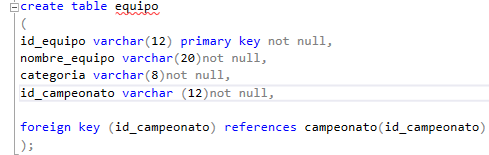 create table equipo
(
id_equipo varchar(12) primary key not null,
nombre_equipo varchar(20)not null,
categoria varchar(8)not null,
id_campeonato varchar (12)not null,
foreign key (id_campeonato) references campeonato(id_campeonato)
);